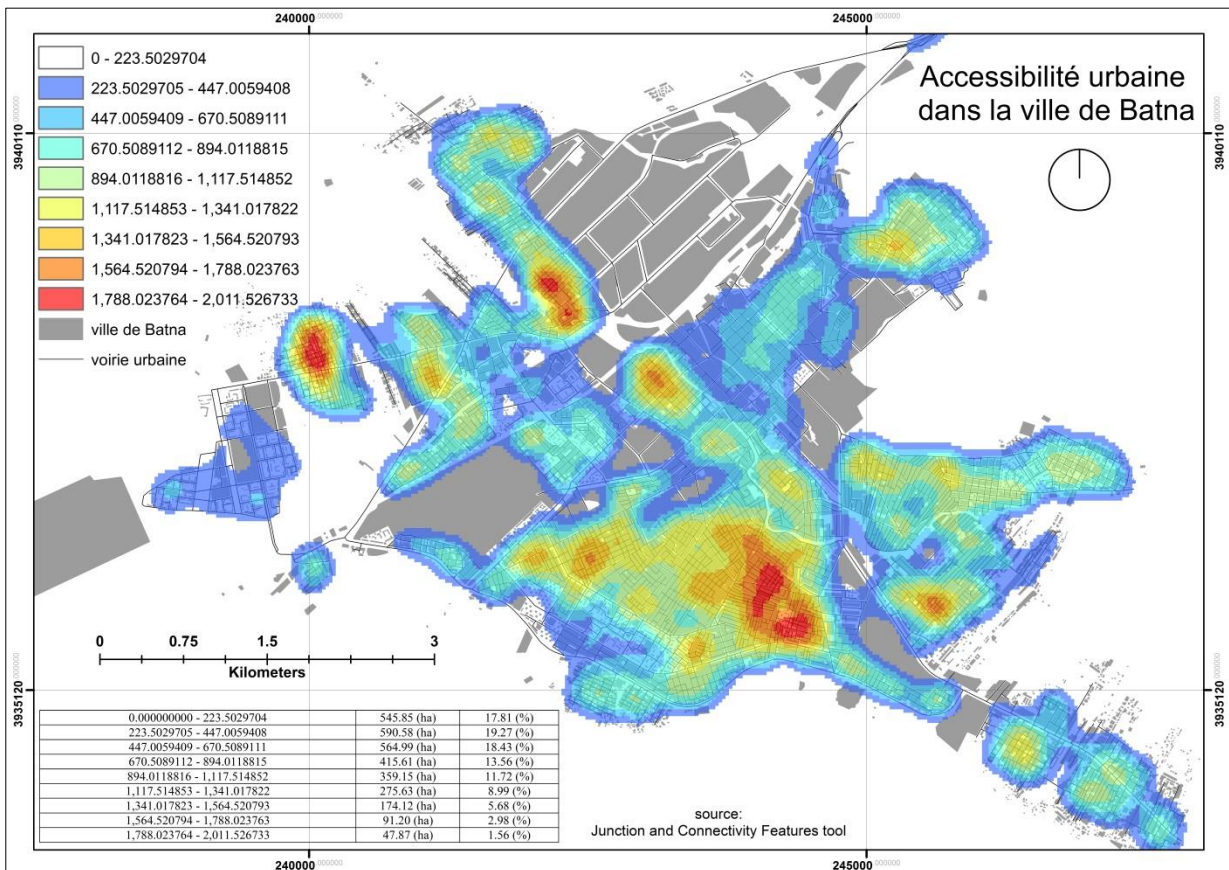 240000.000000
245000.000000
0 - 223.5029704
223.5029705 - 447.0059408
447.0059409 - 670.5089111
670.5089112 - 894.0118815
894.0118816 - 1,117.514852
1,117.514853 - 1,341.017822
1,341.017823 - 1,564.520793
1,564.520794 - 1,788.023763
1,788.023764 - 2,011.526733
ville de Batna
voirie urbaine
Accessibilité urbaine
dans la ville de Batna
3940110.000000
3940110.000000
0 0.75 1.5 3
Kilometers
3935120.000000
3935120.000000
0.000000000 - 223.5029704 545.85 (ha) 17.81 (%)
223.5029705 - 447.0059408 590.58 (ha) 19.27 (%)
447.0059409 - 670.5089111 564.99 (ha) 18.43 (%)
670.5089112 - 894.0118815 415.61 (ha) 13.56 (%)
894.0118816 - 1,117.514852 359.15 (ha) 11.72 (%)
1,117.514853 - 1,341.017822 275.63 (ha) 8.99 (%)
1,341.017823 - 1,564.520793 174.12 (ha) 5.68 (%)
1,564.520794 - 1,788.023763 91.20 (ha) 2.98 (%)
1,788.023764 - 2,011.526733 47.87 (ha) 1.56 (%)
source:
Junction and Connectivity Features tool
240000.000000
245000.000000